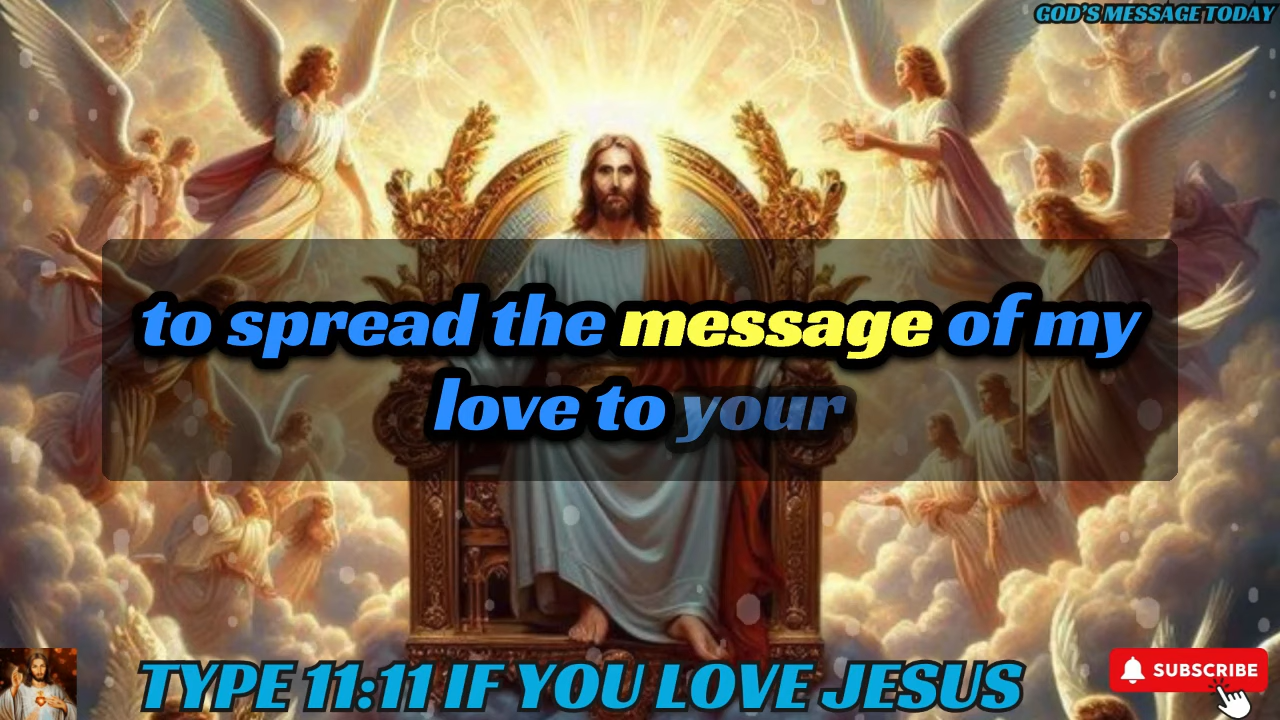 GOD'S MESSAGE TODAY
to spread the message of my
love to your
TYPE 11:11 IF YOU LOVE JESUS
SUBSCRIBE